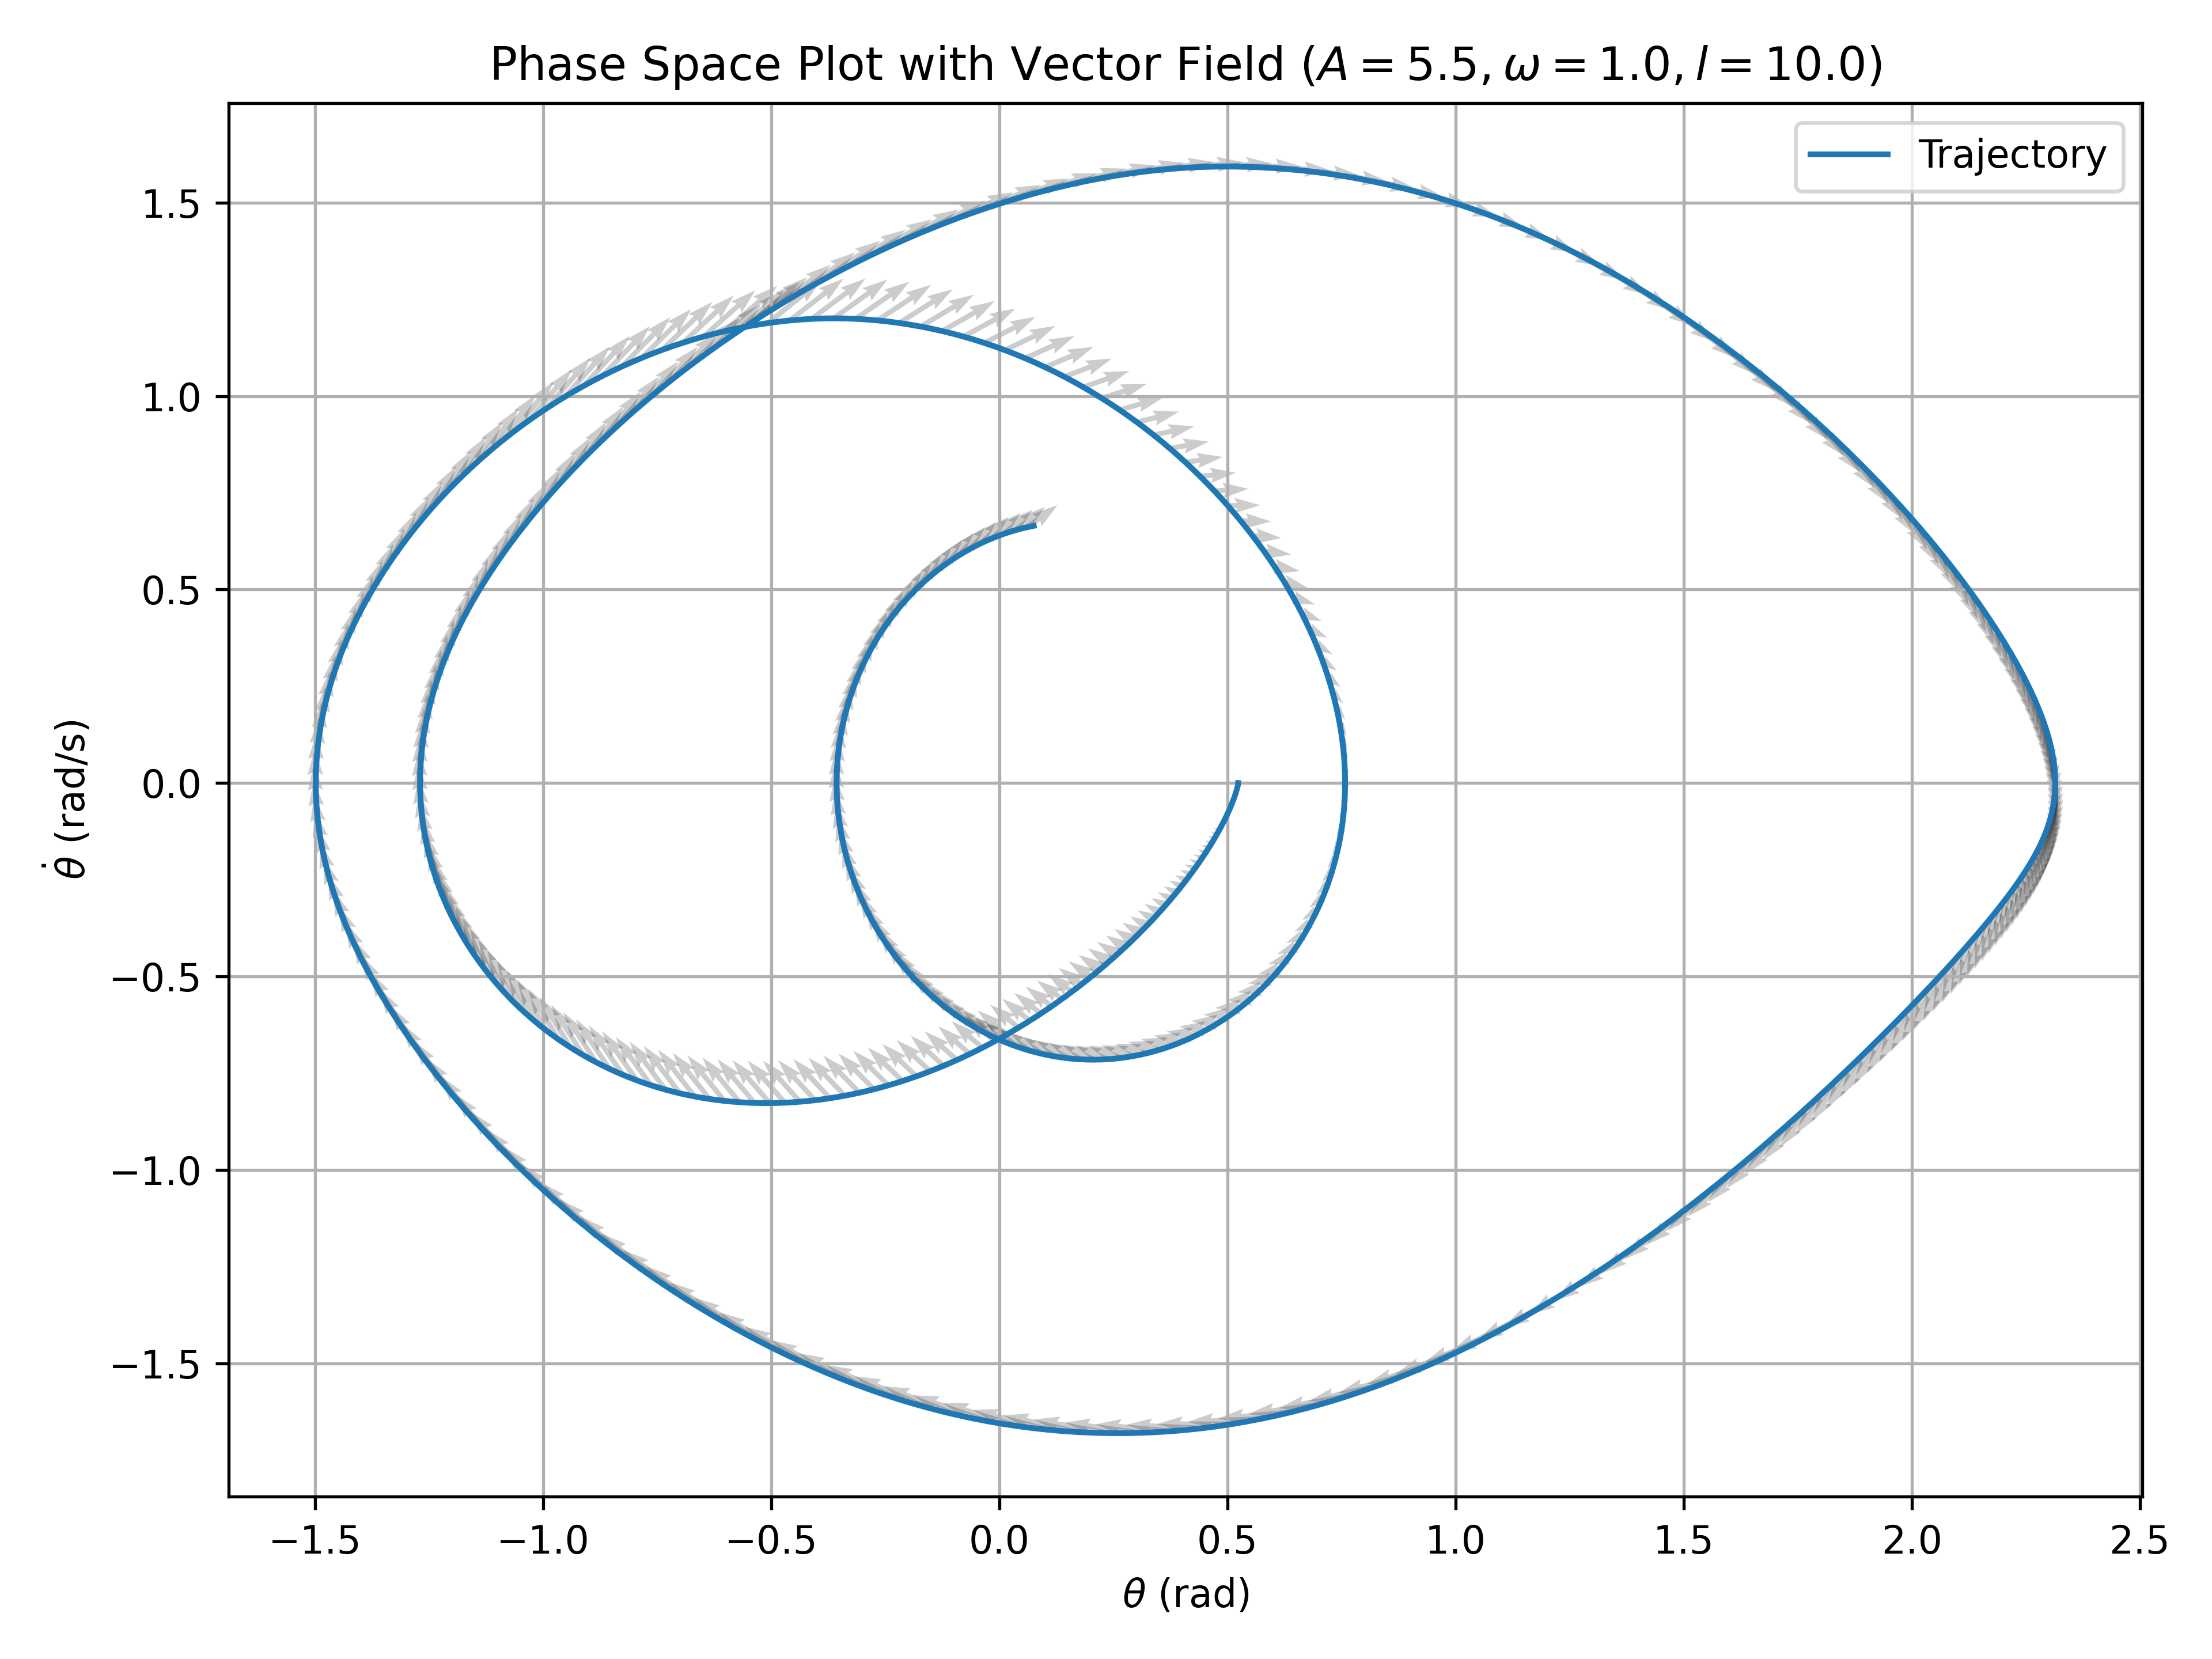 Phase Space Plot with Vector Field (A = 5.5, ω = 1.0, l = 10.0)
Trajectory
1.5
1.0
0.5
0.0
−0.5
−1.0
−1.5
θ̇ (rad/s)
−1.5 −1.0 −0.5 0.0 0.5 1.0 1.5 2.0 2.5
θ (rad)